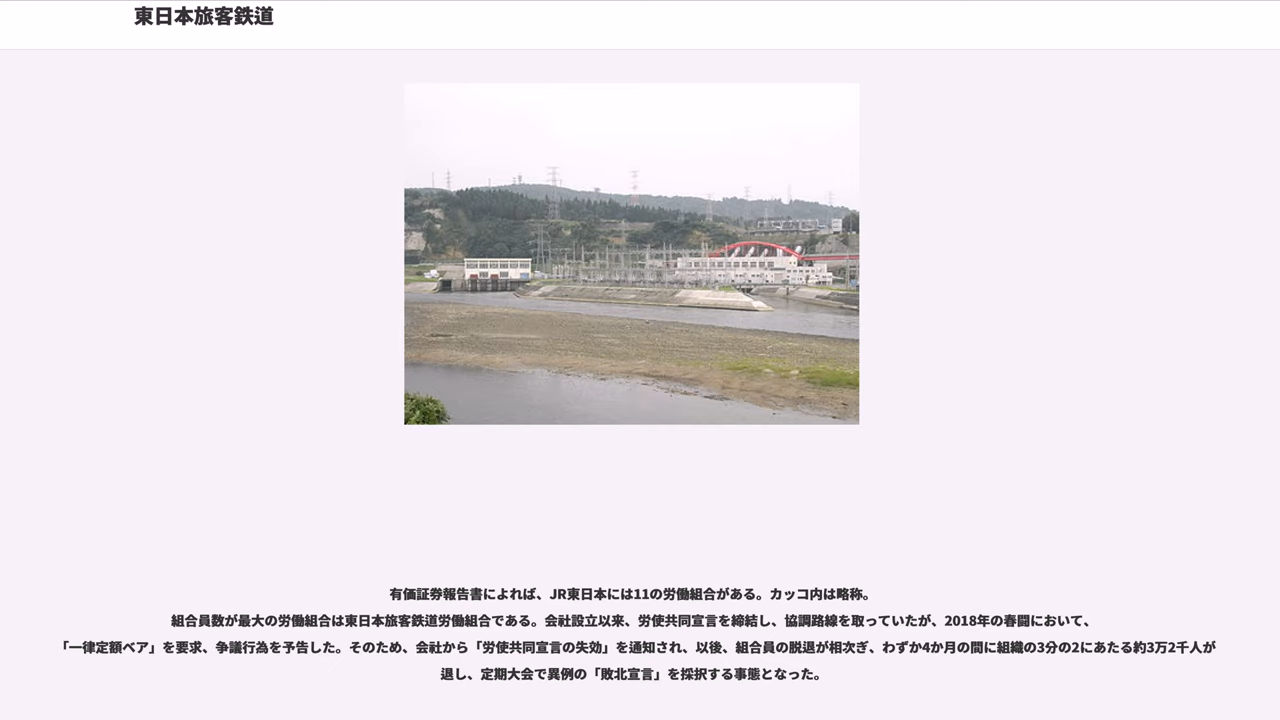 東日本旅客鉄道
有価証券報告書によれば、JR東日本には11の労働組合がある。カッコ内は略称。
組合員数が最大の労働組合は東日本旅客鉄道労働組合である。会社設立以来、労使共同宣言を締結し、協調路線を取っていたが、2018年の春闘において、
「一律定額ベア」を要求、争議行為を予告した。そのため、会社から「労使共同宣言の失効」を通知され、以後、組合員の脱退が相次ぎ、わずか4か月の間に組織の3分の2にあたる約3万2千人が
退し、定期大会で異例の「敗北宣言」を採択する事態となった。